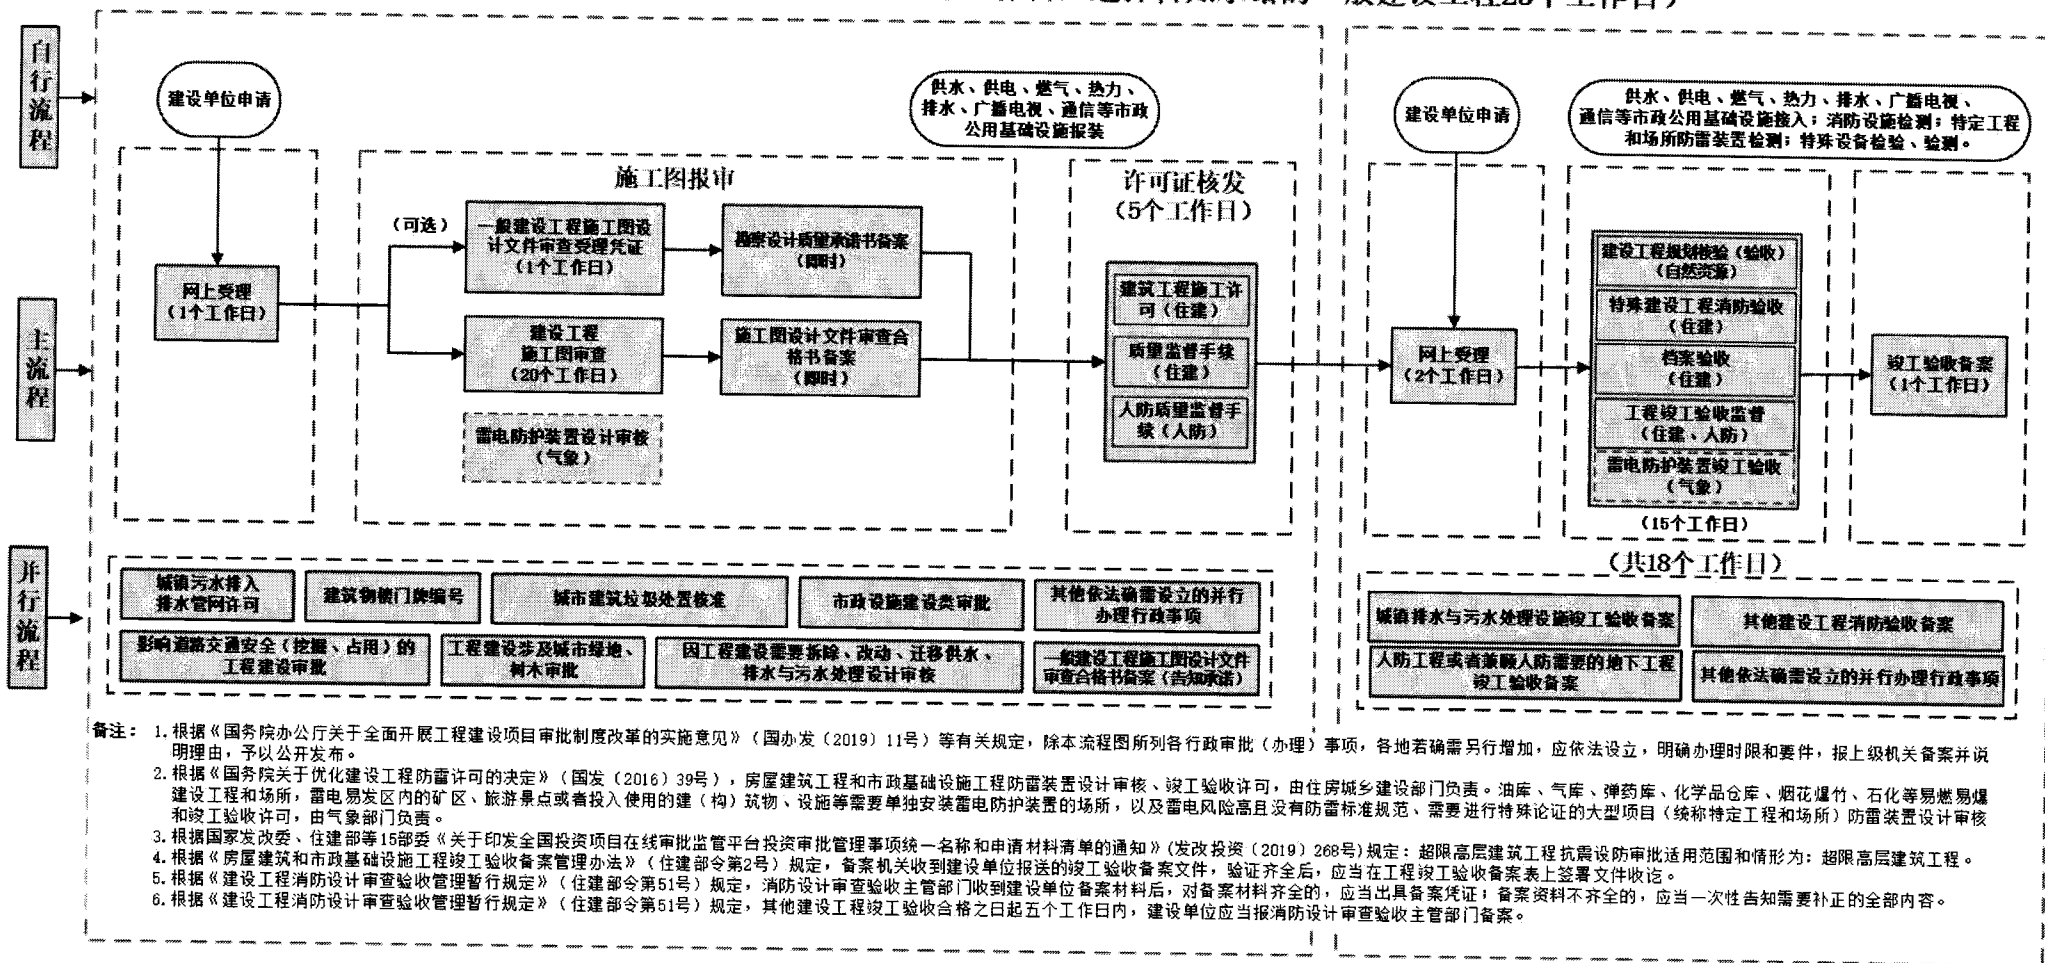 一般建设工程23个工作日)
自行流程
建设单位申请
供水、供电、燃气、热力、
排水、广播电视、通信等市政
公用基础设施报装
建设单位申请
供水、供电、燃气、热力、排水、广播电视、
通信等市政公用基础设施接入；消防设施检测；特定工程
和场所防雷装置检测；特殊设备检验、验测。
主流程
网上受理
(1个工作日)
施工图报审
(可选)
一般建设工程施工图设
计文件审查受理凭证
(1个工作日)
勘察设计质量承诺书备案
(即时)
建设工程
施工图审查
(20个工作日)
施工图设计文件审查合
格书备案
(即时)
雷电防护装置设计审核
(气象)
许可证核发
(5个工作日)
建筑工程施工许
可(住建)
质量监督手续
(住建)
人防质量监督手
续(人防)
网上受理
(2个工作日)
建设工程规划核验(验收)
(自然资源)
特殊建设工程消防验收
(住建)
档案验收
(住建)
工程竣工验收监督
(住建、人防)
雷电防护装置竣工验收
(气象)
(15个工作日)
竣工验收备案
(1个工作日)
(共18个工作日)
并行流程
城镇污水排入
排水管网许可
建筑物楼门牌编号
城市建筑垃圾处置核准
市政设施建设类审批
其他依法确需设立的并行
办理行政事项
影响道路交通安全(挖掘、占用)的
工程建设审批
工程建设涉及城市绿地、
树木审批
因工程建设需要拆除、改动、迁移供水、
排水与污水处理设计审核
一般建设工程施工图设计文件
审查合格书备案(告知承诺)
城镇排水与污水处理设施竣工验收备案
其他建设工程消防验收备案
人防工程或者兼顾人防需要的地下工程
竣工验收备案
其他依法确需设立的并行办理行政事项
备注： 1.根据《国务院办公厅关于全面开展工程建设项目审批制度改革的实施意见》(国办发〔2019〕11号)等有关规定，除本流程图所列各行政审批(办理)事项，各地若确需另行增加，应依法设立，明确办理时限和要件，报上级机关备案并说
明理由，予以公开发布。
2.根据《国务院关于优化建设工程防雷许可的决定》(国发〔2016〕39号)，房屋建筑工程和市政基础设施工程防雷装置设计审核、竣工验收许可，由住房城乡建设部门负责。油库、气库、弹药库、化学品仓库、烟花爆竹、石化等易燃易爆
建设工程和场所，雷电易发区内的矿区、旅游景点或者投入使用的建(构)筑物、设施等需要单独安装雷电防护装置的场所，以及雷电风险高且没有防雷标准规范、需要进行特殊论证的大型项目(统称特定工程和场所)防雷装置设计审核
和竣工验收许可，由气象部门负责。
3.根据国家发改委、住建部等15部委《关于印发全国投资项目在线审批监管平台投资审批管理事项统一名称和申请材料清单的通知》(发改投资〔2019〕268号)规定：超限高层建筑工程抗震设防审批适用范围和情形为：超限高层建筑工程。
4.根据《房屋建筑和市政基础设施工程竣工验收备案管理办法》(住建部令第2号)规定，备案机关收到建设单位报送的竣工验收备案文件，验证齐全后，应当在工程竣工验收备案表上签署文件收讫。
5.根据《建设工程消防设计审查验收管理暂行规定》(住建部令第51号)规定，消防设计审查验收主管部门收到建设单位备案材料后，对备案材料齐全的，应当出具备案凭证；备案资料不齐全的，应当一次性告知需要补正的全部内容。
6.根据《建设工程消防设计审查验收管理暂行规定》(住建部令第51号)规定，其他建设工程竣工验收合格之日起五个工作日内，建设单位应当报消防设计审查验收主管部门备案。